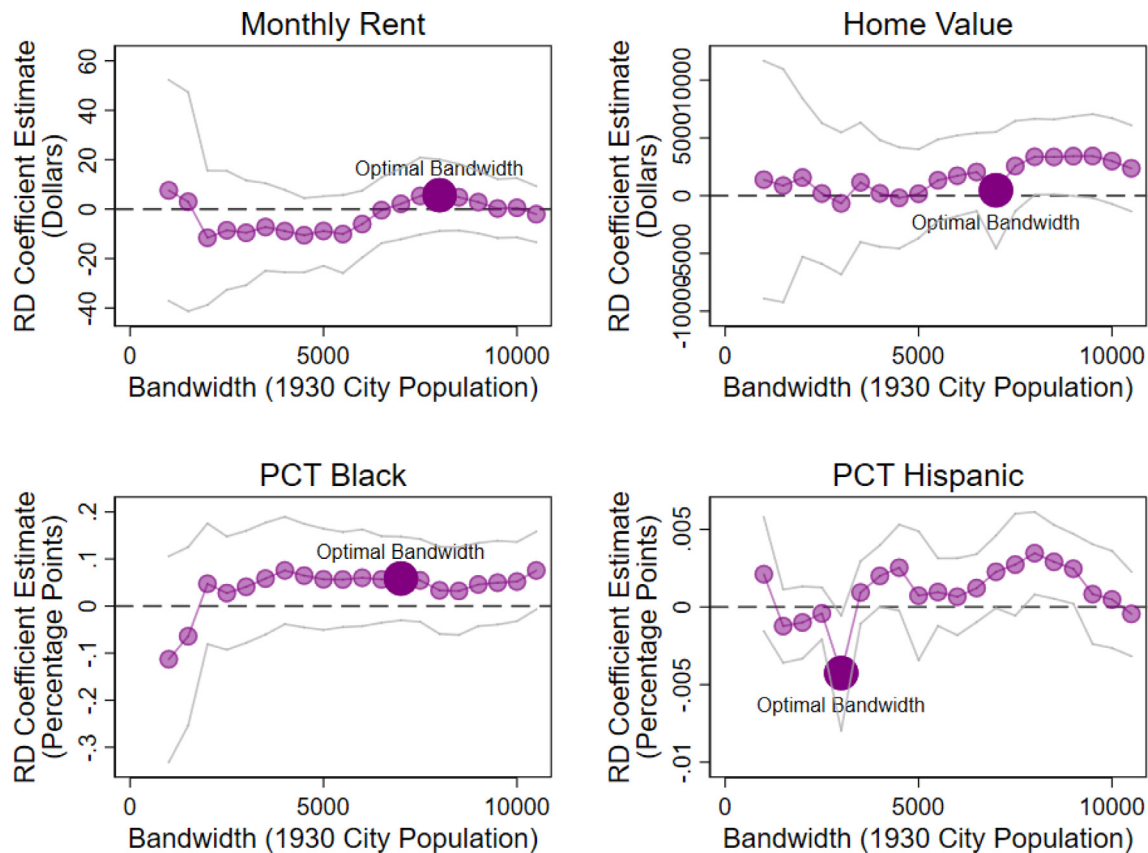 Monthly Rent
RD Coefficient Estimate
(Dollars)
60
40
20
0
-20
-40
Optimal Bandwidth
0 5000 10000
Bandwidth (1930 City Population)
Home Value
RD Coefficient Estimate
(Dollars)
10000
5000
0
-5000
-10000
Optimal Bandwidth
0 5000 10000
Bandwidth (1930 City Population)
PCT Black
RD Coefficient Estimate
(Percentage Points)
.2
.1
0
-.1
-.2
-.3
Optimal Bandwidth
0 5000 10000
Bandwidth (1930 City Population)
PCT Hispanic
RD Coefficient Estimate
(Percentage Points)
.005
0
-.005
-.01
Optimal Bandwidth
0 5000 10000
Bandwidth (1930 City Population)